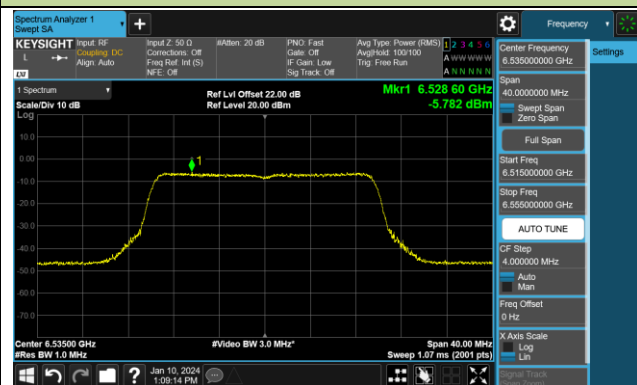 Spectrum Analyzer 1
Swept SA
Frequency
KEYSIGHT
L
Input: RF
Coupling: DC
Align: Auto
Input Z: 50 Ω
Corrections: Off
Freq Ref: Int (S)
NFE: Off
#Atten: 20 dB
PNO: Fast
Gate: Off
IF Gain: Low
Sig Track: Off
Avg Type: Power (RMS)
Avg|Hold: 100/100
Trig: Free Run
1 2 3 4 5 6
A W W W W W
A N N N N N
LXI
1 Spectrum
Scale/Div 10 dB
Log
Ref Lvl Offset 22.00 dB
Ref Level 20.00 dBm
Mkr1 6.528 60 GHz
-5.782 dBm
1
10.0
0.00
-10.0
-20.0
-30.0
-40.0
-50.0
-60.0
-70.0
Center 6.53500 GHz
#Res BW 1.0 MHz
#Video BW 3.0 MHz*
Span 40.00 MHz
Sweep 1.07 ms (2001 pts)
Center Frequency
6.535000000 GHz
Settings
Span
40.0000000 MHz
Swept Span
Zero Span
Full Span
Start Freq
6.515000000 GHz
Stop Freq
6.555000000 GHz
AUTO TUNE
CF Step
4.000000 MHz
Auto
Man
Freq Offset
0 Hz
X Axis Scale
Log
Lin
Signal Track
?
Jan 10, 2024
1:09:14 PM